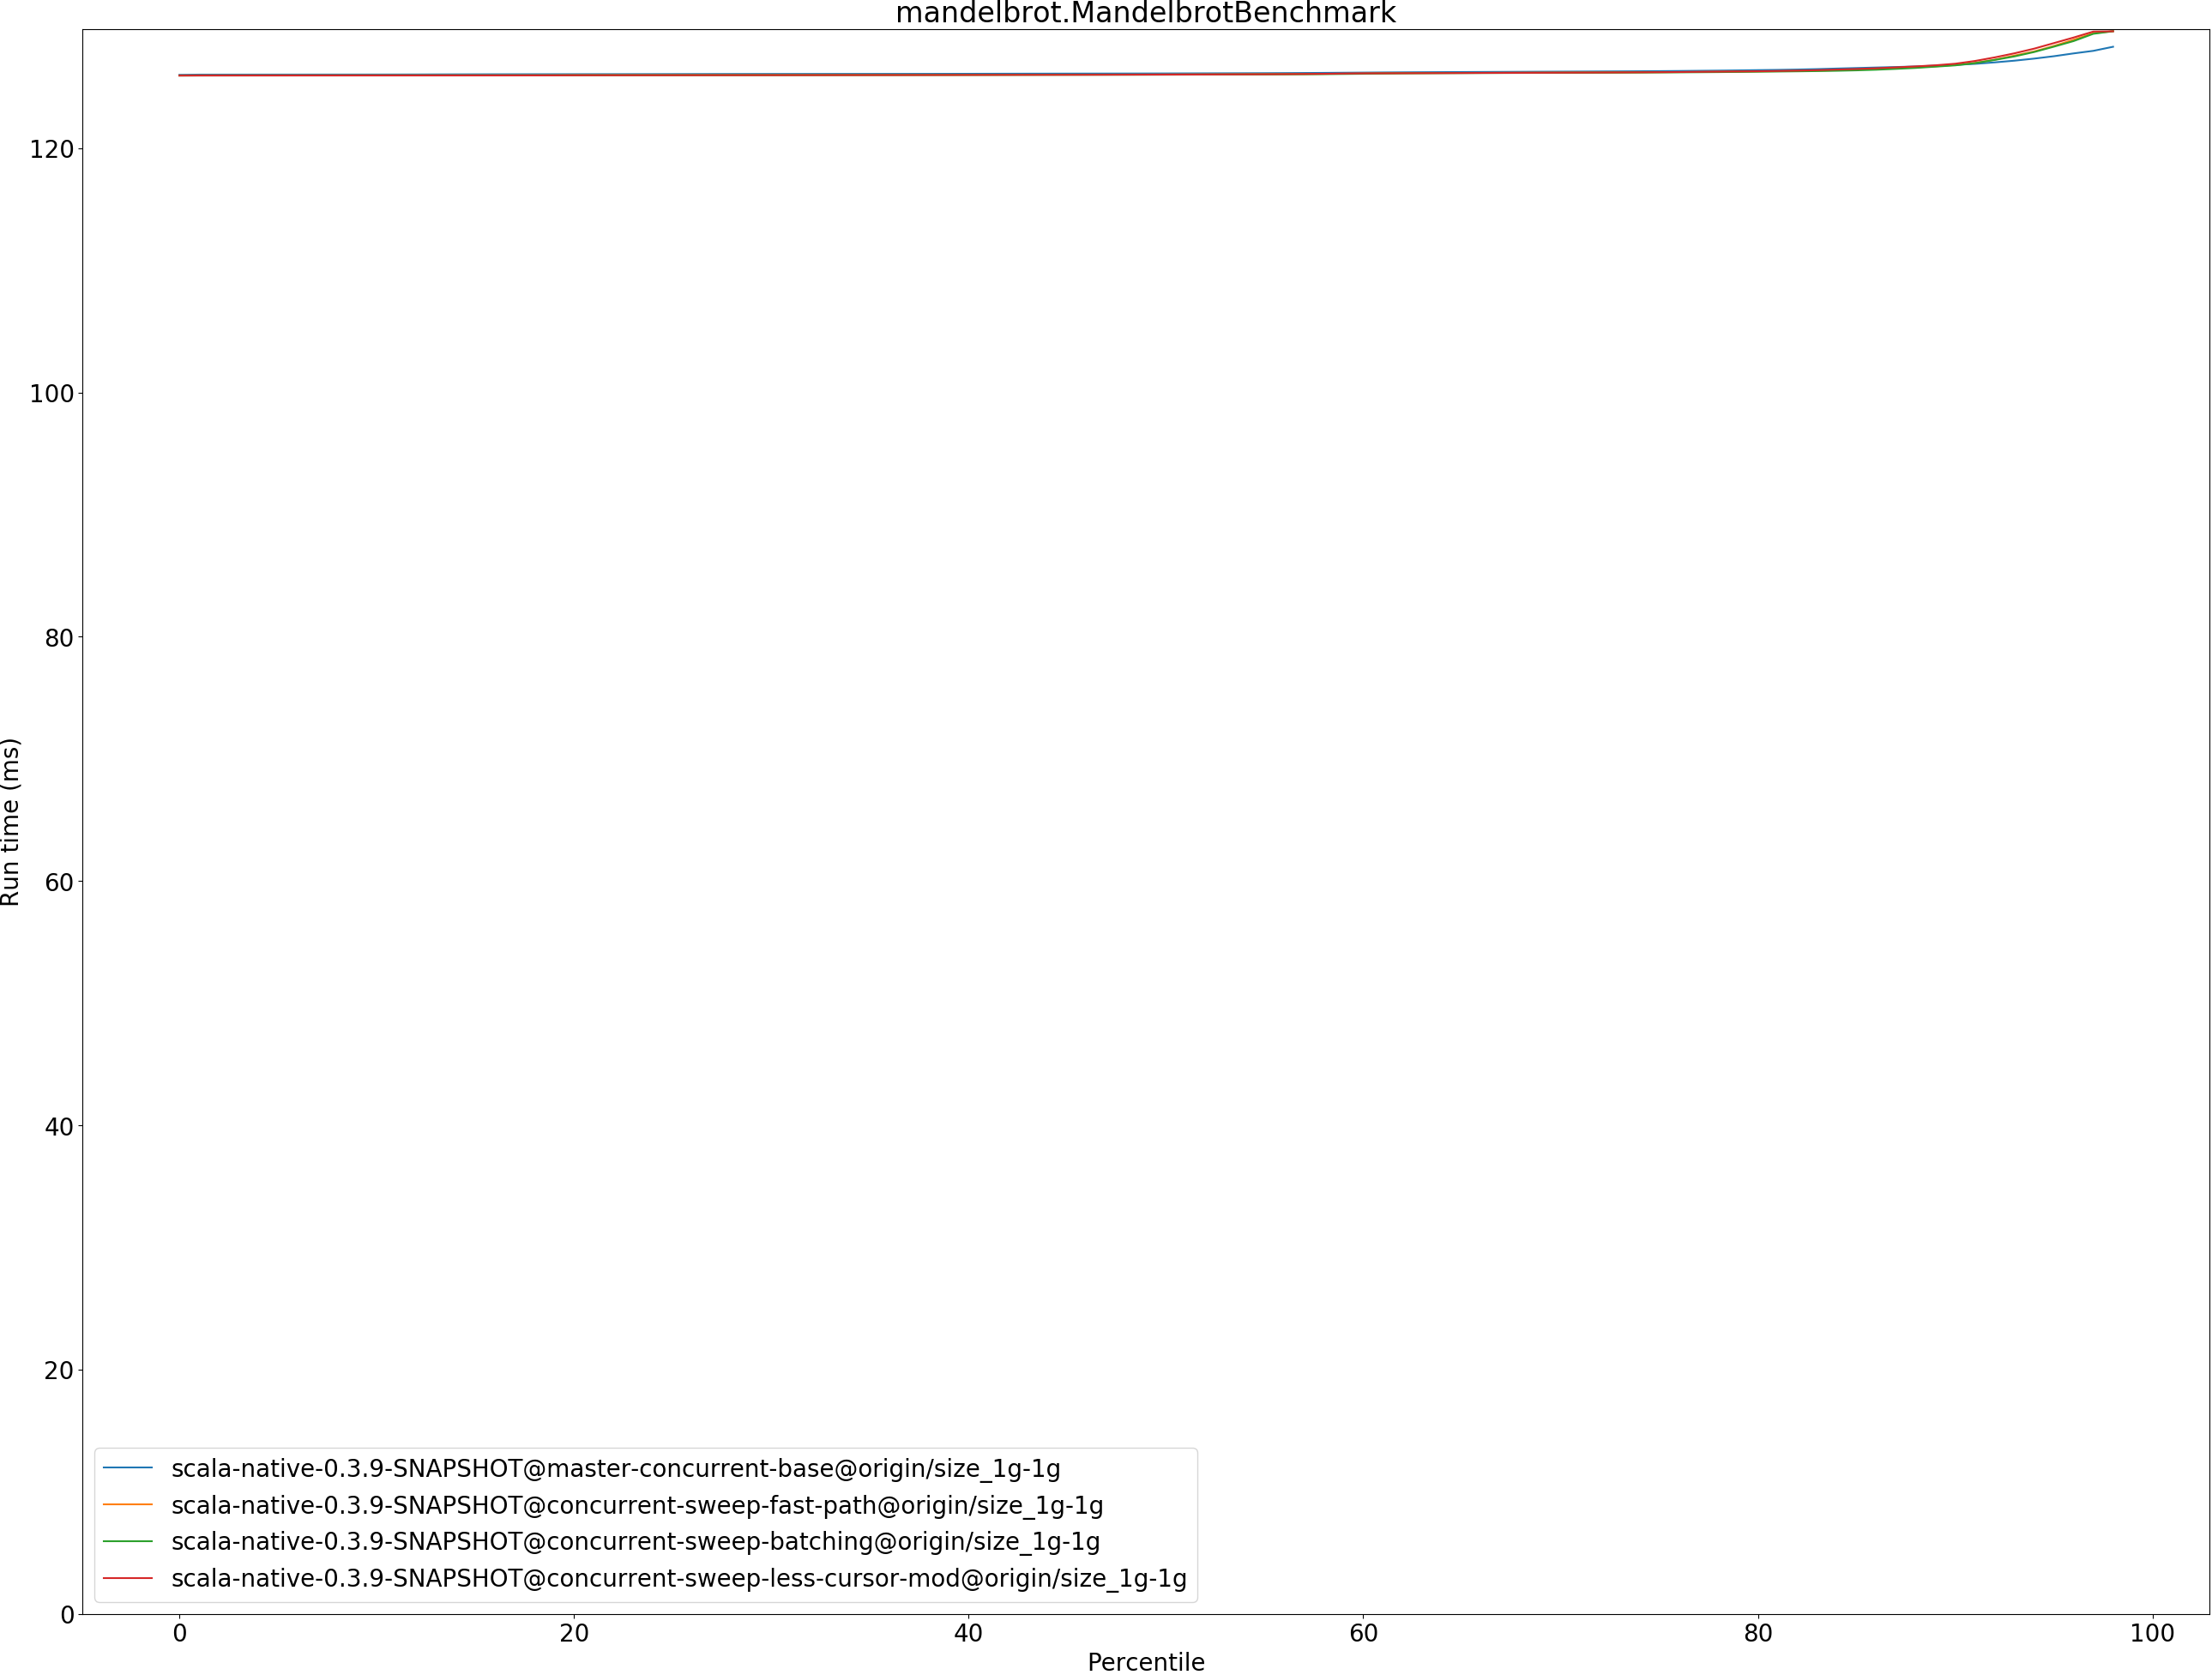 mandelbrot.MandelbrotBenchmark
120
100
80
60
40
20
0
Run time (ms)
scala-native-0.3.9-SNAPSHOT@master-concurrent-base@origin/size_1g-1g
scala-native-0.3.9-SNAPSHOT@concurrent-sweep-fast-path@origin/size_1g-1g
scala-native-0.3.9-SNAPSHOT@concurrent-sweep-batching@origin/size_1g-1g
scala-native-0.3.9-SNAPSHOT@concurrent-sweep-less-cursor-mod@origin/size_1g-1g
0 20 40 60 80 100
Percentile